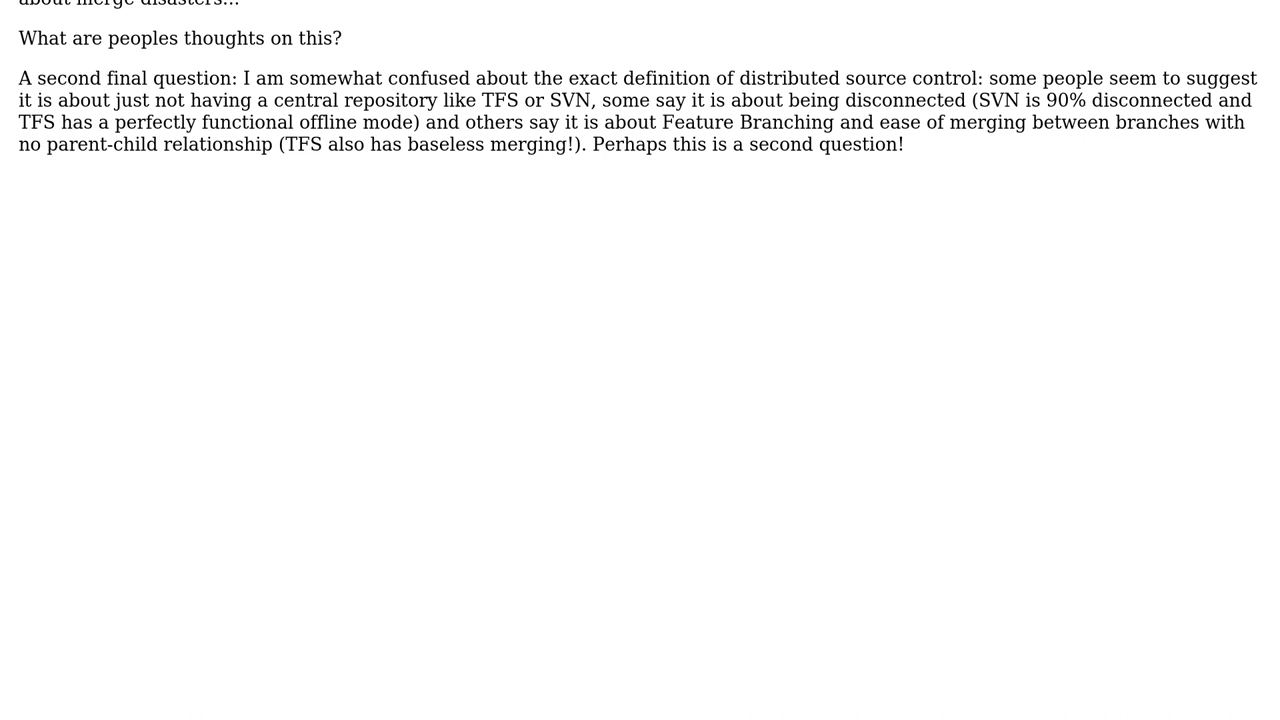 about merge disasters...
What are peoples thoughts on this?
A second final question: I am somewhat confused about the exact definition of distributed source control: some people seem to suggest
it is about just not having a central repository like TFS or SVN, some say it is about being disconnected (SVN is 90% disconnected and
TFS has a perfectly functional offline mode) and others say it is about Feature Branching and ease of merging between branches with
no parent-child relationship (TFS also has baseless merging!). Perhaps this is a second question!